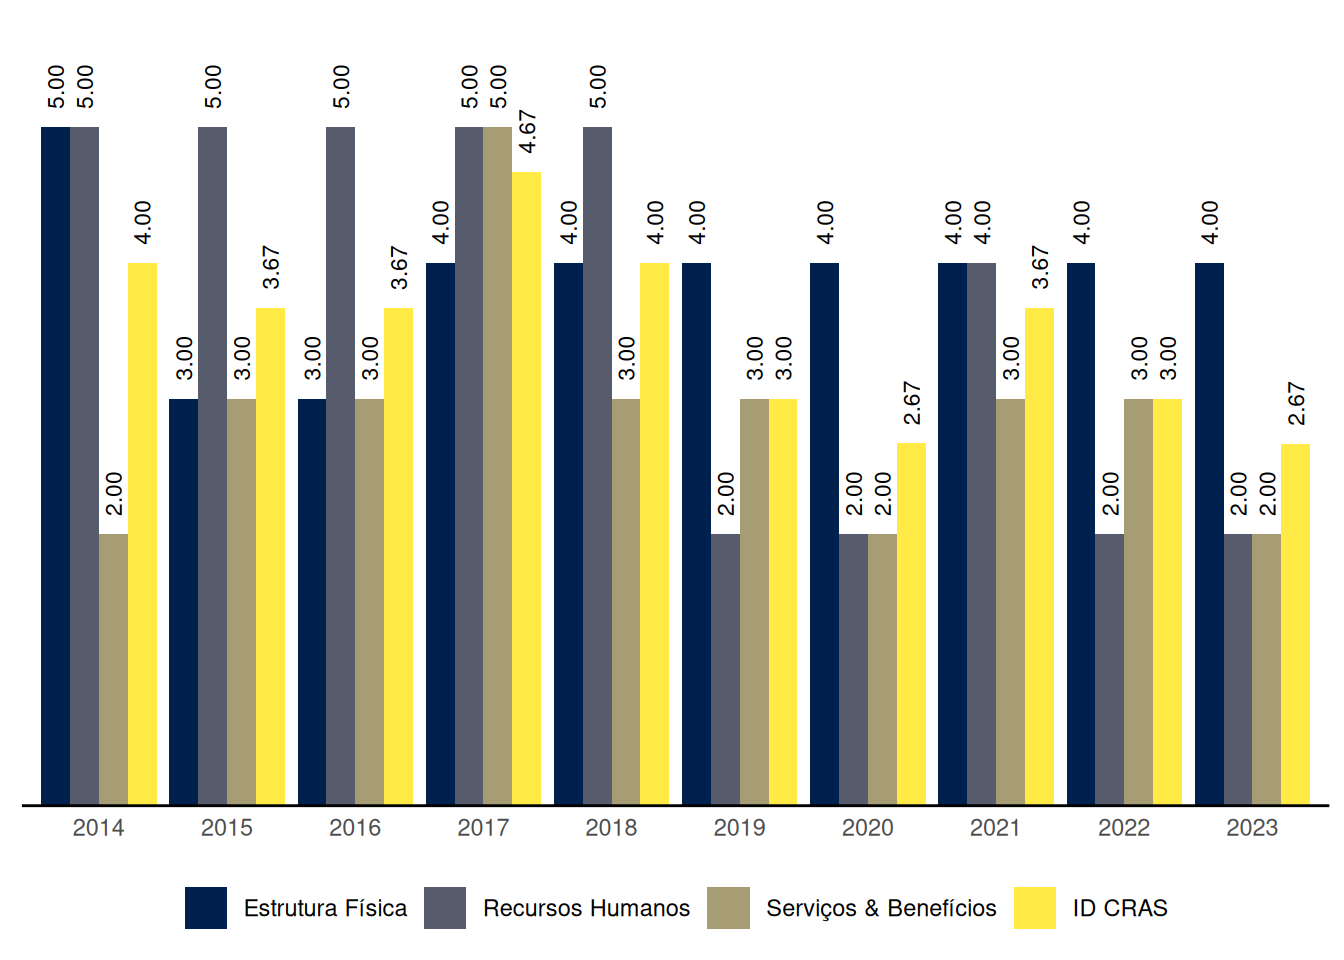 5.00 5.00 2.00 4.00
3.00 5.00 3.00 3.67
3.00 5.00 3.00 3.67
4.00 5.00 5.00 4.67
4.00 5.00 3.00 4.00
4.00 2.00 3.00 3.00
4.00 2.00 2.00 2.67
4.00 4.00 3.00 3.67
4.00 2.00 3.00 3.00
4.00 2.00 2.00 2.67
2014 2015 2016 2017 2018 2019 2020 2021 2022 2023
Estrutura Física Recursos Humanos Serviços & Benefícios ID CRAS